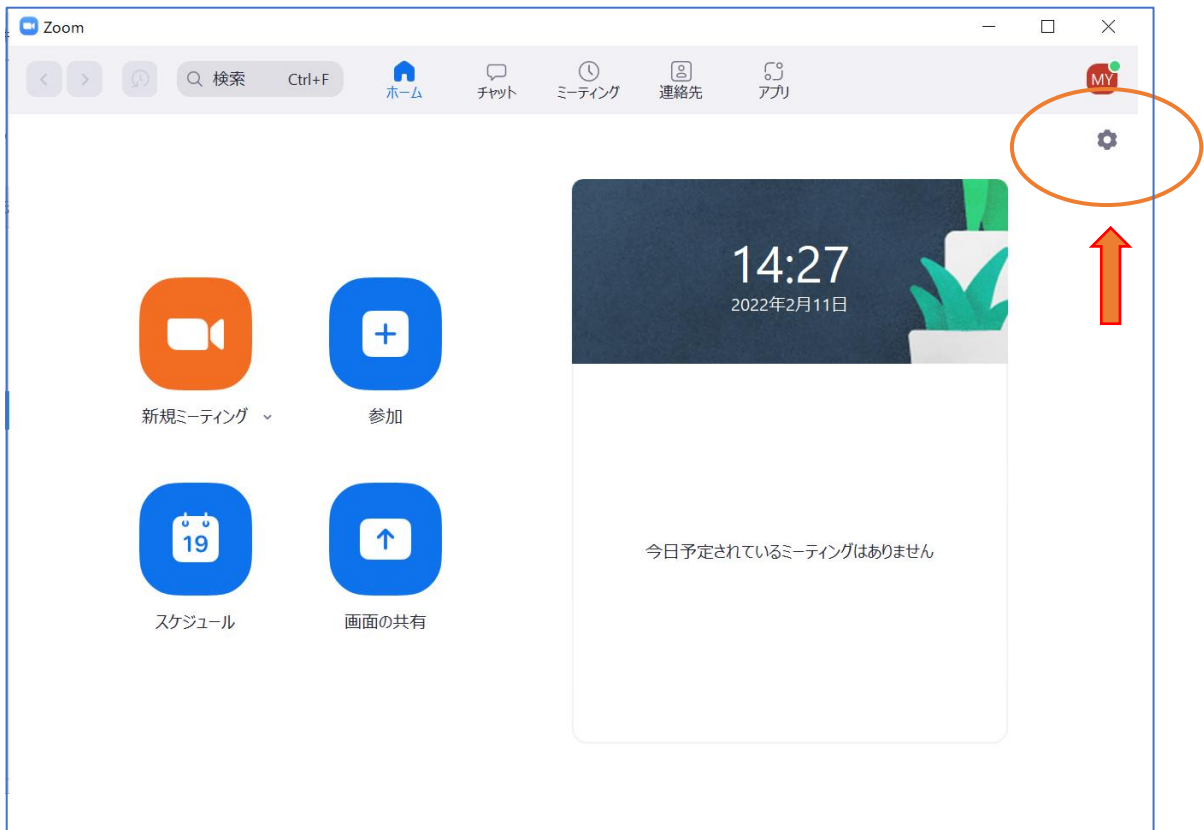 Zoom
検索 Ctrl+F
ホーム
チャット
ミーティング
連絡先
アプリ
MY
14:27
2022年2月11日
新規ミーティング
参加
19
スケジュール
画面の共有
今日予定されているミーティングはありません